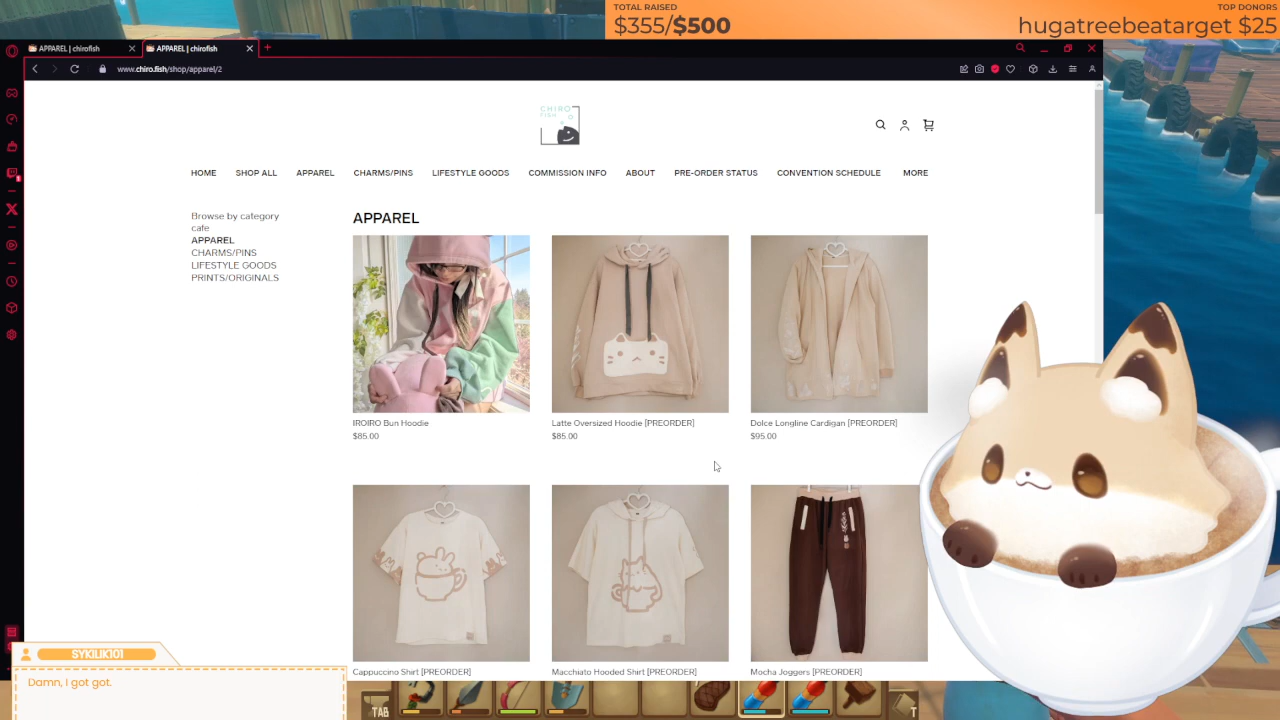 TOTAL RAISED
$355/$500
TOP DONORS
hugatreebeatarget $25
APPAREL | chirofish
APPAREL | chirofish
www.chiro.fish/shop/apparel/2
CHIRO
FISH
HOME SHOP ALL APPAREL CHARMS/PINS LIFESTYLE GOODS COMMISSION INFO ABOUT PRE-ORDER STATUS CONVENTION SCHEDULE MORE
Browse by category
cafe
APPAREL
CHARMS/PINS
LIFESTYLE GOODS
PRINTS/ORIGINALS
APPAREL
IROIRO Bun Hoodie
$85.00
Latte Oversized Hoodie [PREORDER]
$85.00
Dolce Longline Cardigan [PREORDER]
$95.00
Cappuccino Shirt [PREORDER]
Macchiato Hooded Shirt [PREORDER]
Mocha Joggers [PREORDER]
SYKILIK101
Damn, I got got.
TAB
T